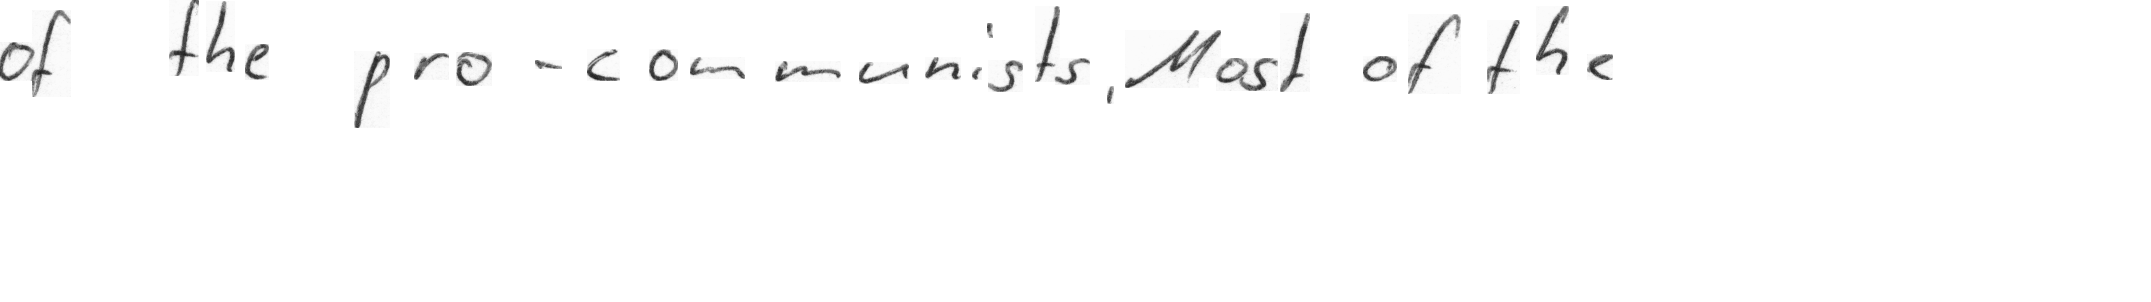 of the pro-communists, Most of the